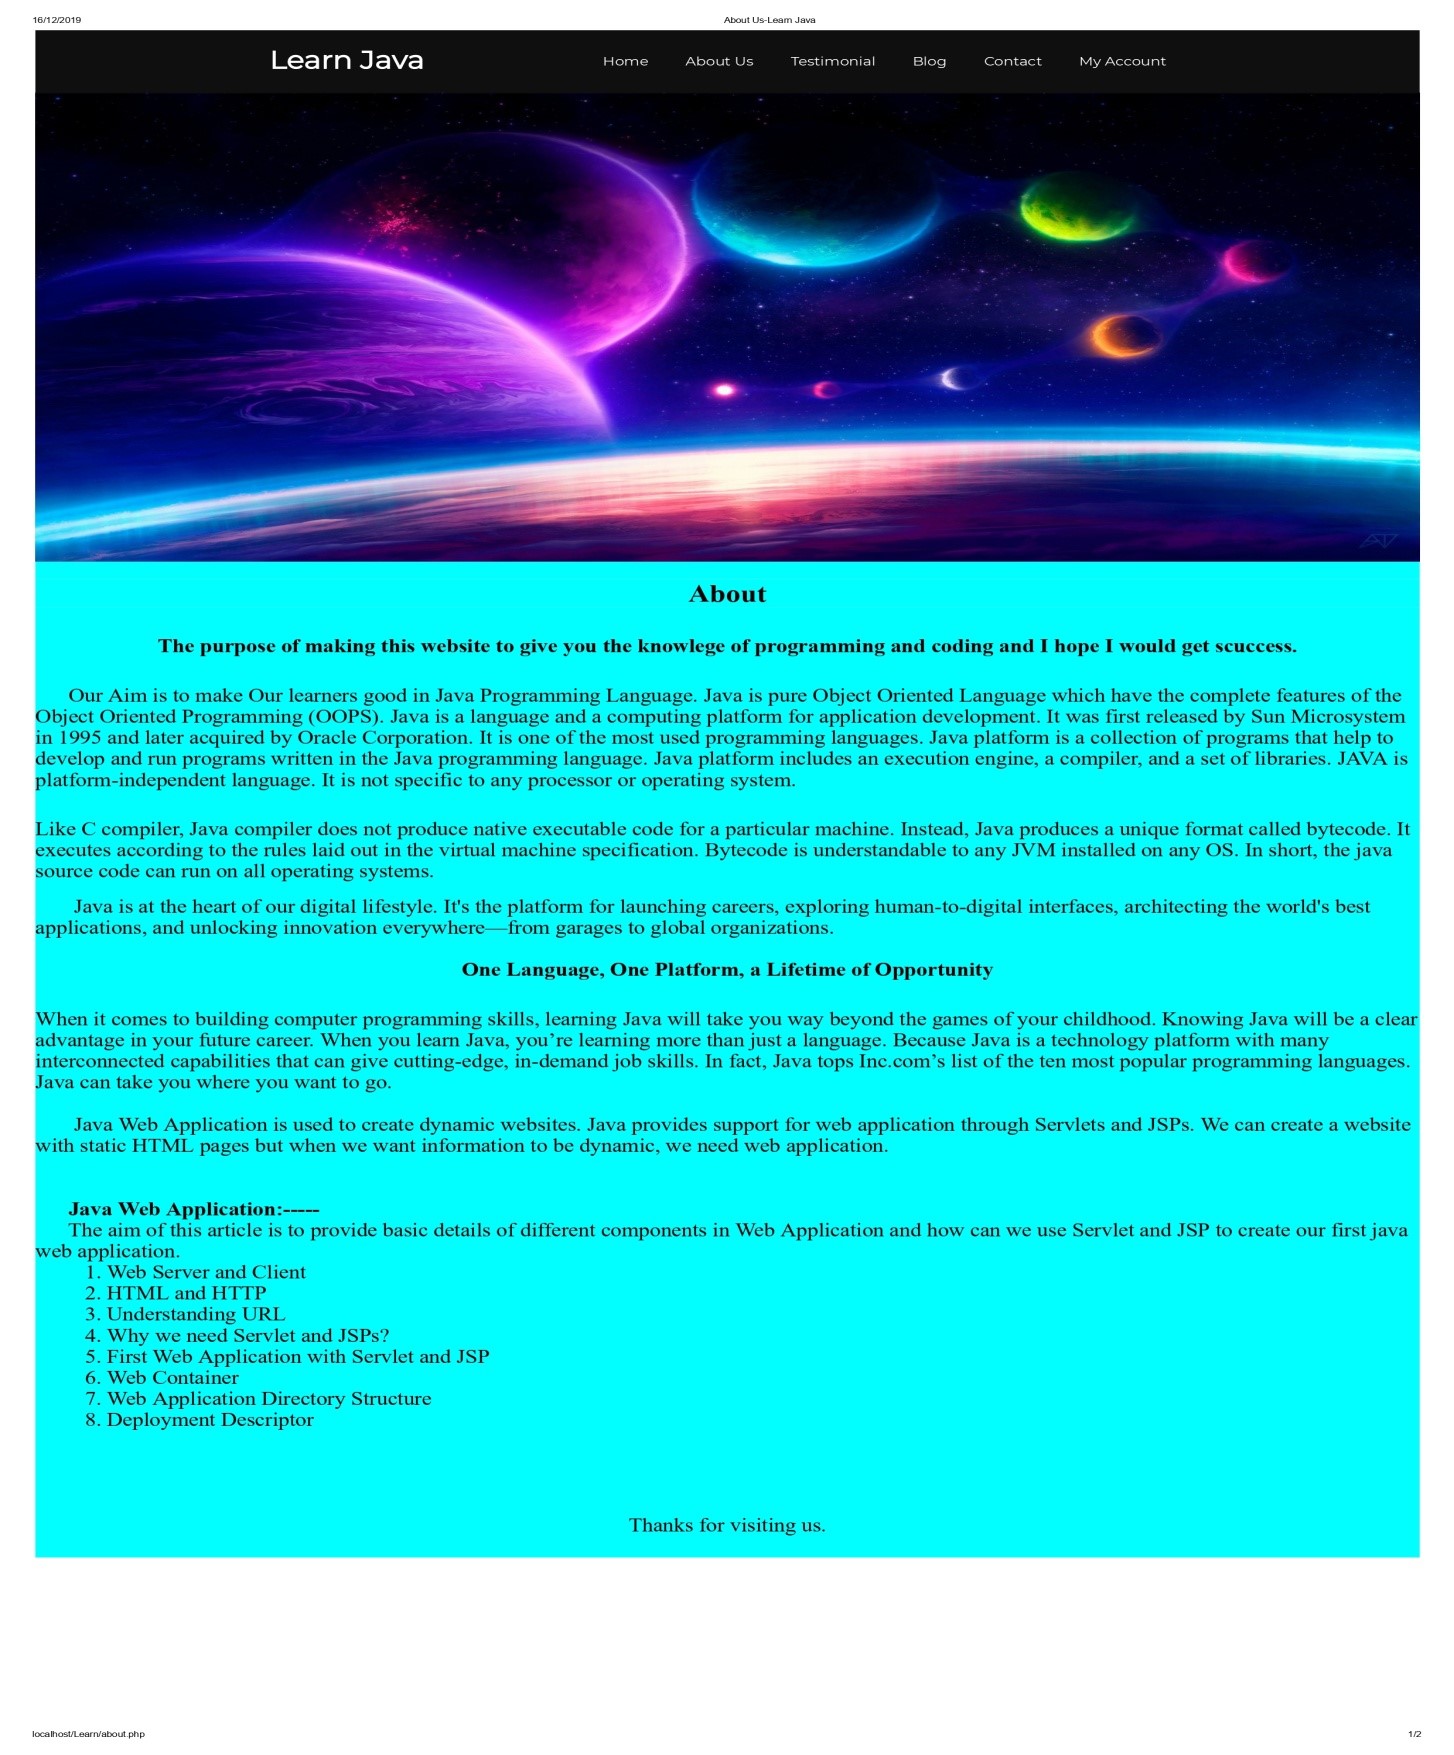 16/12/2019 About Us-Learn Java
Learn Java Home About Us Testimonial Blog Contact My Account
About
The purpose of making this website to give you the knowlege of programming and coding and I hope I would get scuccess.
Our Aim is to make Our learners good in Java Programming Language. Java is pure Object Oriented Language which have the complete features of the
Object Oriented Programming (OOPS). Java is a language and a computing platform for application development. It was first released by Sun Microsystem
in 1995 and later acquired by Oracle Corporation. It is one of the most used programming languages. Java platform is a collection of programs that help to
develop and run programs written in the Java programming language. Java platform includes an execution engine, a compiler, and a set of libraries. JAVA is
platform-independent language. It is not specific to any processor or operating system.
Like C compiler, Java compiler does not produce native executable code for a particular machine. Instead, Java produces a unique format called bytecode. It
executes according to the rules laid out in the virtual machine specification. Bytecode is understandable to any JVM installed on any OS. In short, the java
source code can run on all operating systems.
Java is at the heart of our digital lifestyle. It's the platform for launching careers, exploring human-to-digital interfaces, architecting the world's best
applications, and unlocking innovation everywhere—from garages to global organizations.
One Language, One Platform, a Lifetime of Opportunity
When it comes to building computer programming skills, learning Java will take you way beyond the games of your childhood. Knowing Java will be a clear
advantage in your future career. When you learn Java, you’re learning more than just a language. Because Java is a technology platform with many
interconnected capabilities that can give cutting-edge, in-demand job skills. In fact, Java tops Inc.com’s list of the ten most popular programming languages.
Java can take you where you want to go.
Java Web Application is used to create dynamic websites. Java provides support for web application through Servlets and JSPs. We can create a website
with static HTML pages but when we want information to be dynamic, we need web application.
Java Web Application:-----
The aim of this article is to provide basic details of different components in Web Application and how can we use Servlet and JSP to create our first java
web application.
1. Web Server and Client
2. HTML and HTTP
3. Understanding URL
4. Why we need Servlet and JSPs?
5. First Web Application with Servlet and JSP
6. Web Container
7. Web Application Directory Structure
8. Deployment Descriptor
Thanks for visiting us.
localhost/Learn/about.php 1/2